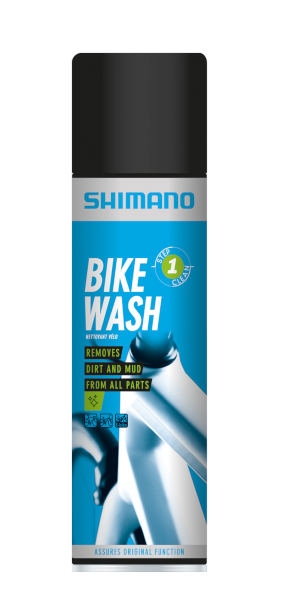 SHIMANO
BIKE
WASH
NETTOYANT VÉLO
STEP
1
CLEAN
REMOVES
DIRT AND MUD
FROM ALL PARTS
ASSURES ORIGINAL FUNCTION